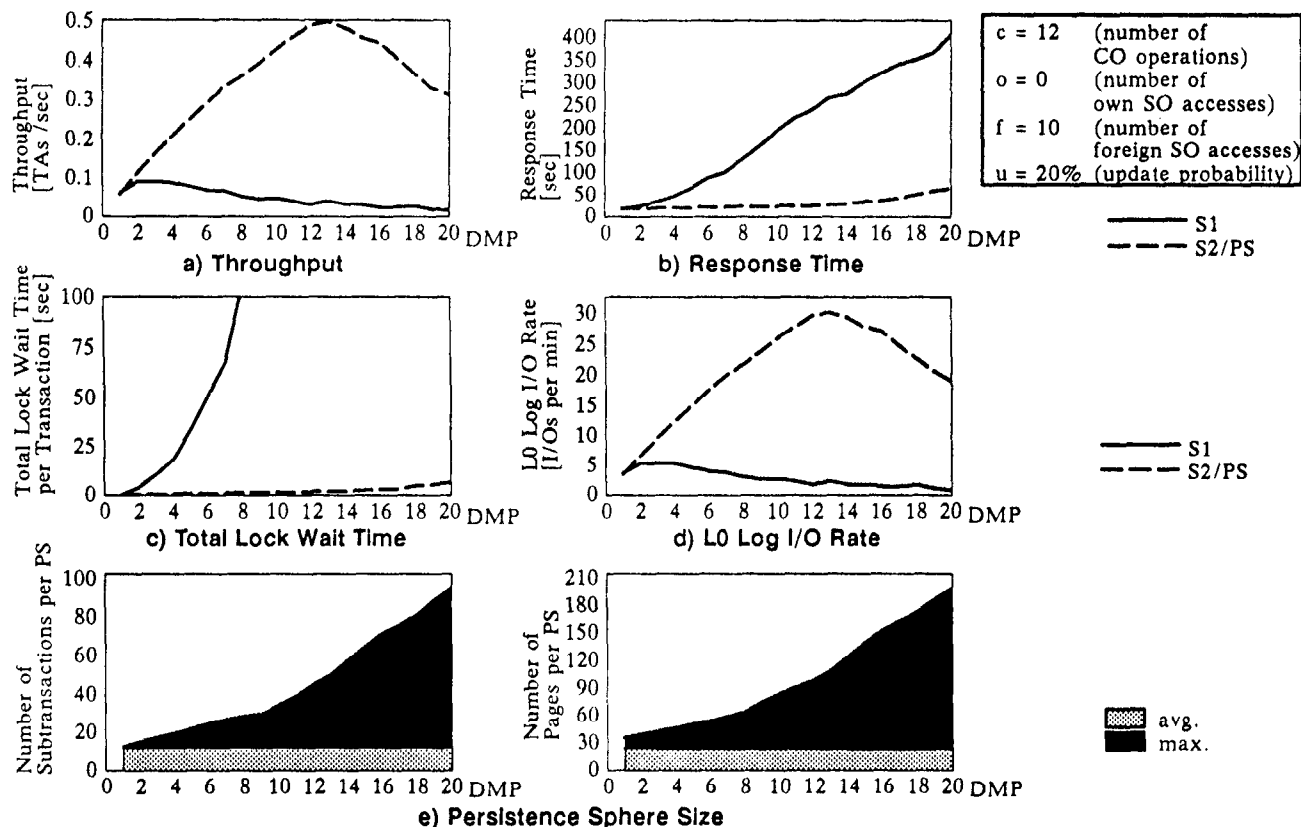 Throughput
[TAs/sec]
0.5
0.4
0.3
0.2
0.1
0
0 2 4 6 8 10 12 14 16 18 20 DMP
a) Throughput
Response Time
[sec]
400
350
300
250
200
150
100
50
0
0 2 4 6 8 10 12 14 16 18 20 DMP
b) Response Time
c = 12 (number of
CO operations)
o = 0 (number of
own SO accesses)
f = 10 (number of
foreign SO accesses)
u = 20% (update probability)
S1
S2/PS
Total Lock Wait Time
per Transaction [sec]
100
75
50
25
0
0 2 4 6 8 10 12 14 16 18 20 DMP
c) Total Lock Wait Time
L0 Log I/O Rate
[I/Os per min]
30
25
20
15
10
5
0
0 2 4 6 8 10 12 14 16 18 20 DMP
d) L0 Log I/O Rate
S1
S2/PS
Number of
Subtransactions per PS
100
80
60
40
20
0
0 2 4 6 8 10 12 14 16 18 20 DMP
Number of
Pages per PS
210
180
150
120
90
60
30
0
0 2 4 6 8 10 12 14 16 18 20 DMP
avg.
max.
e) Persistence Sphere Size